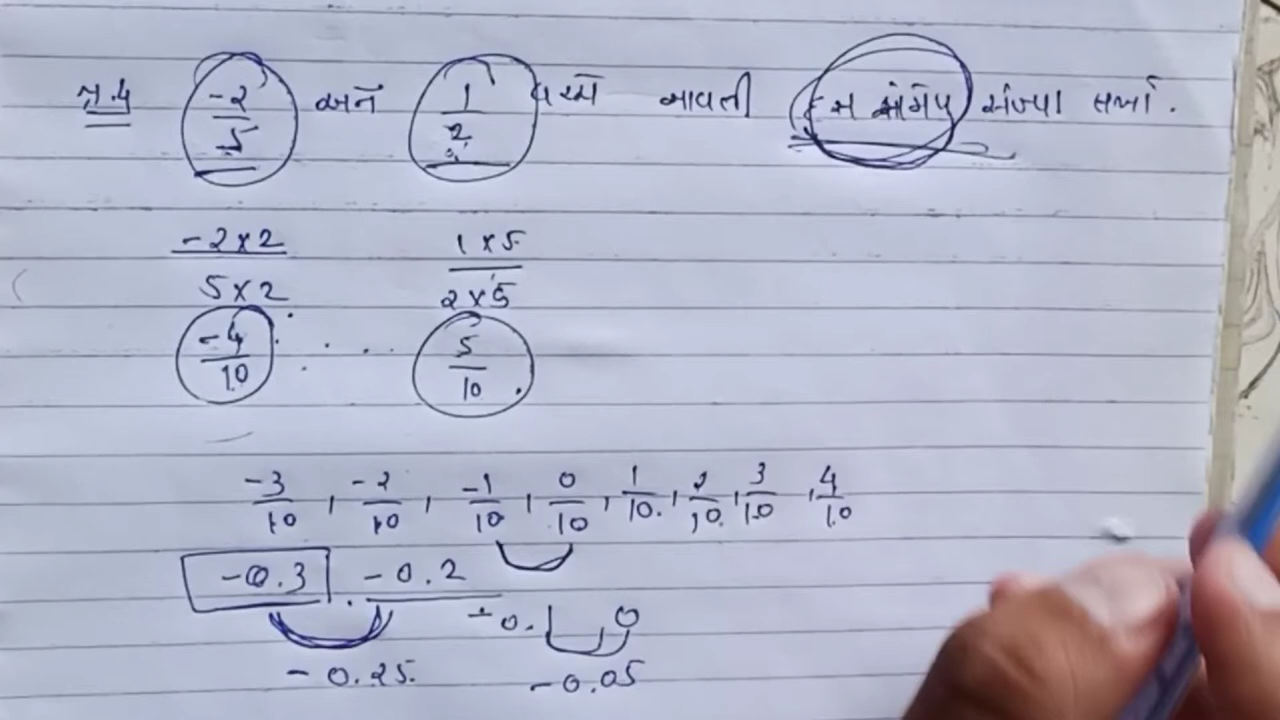 -2/5 અને 1/2 વચ્ચે આવતી સંખ્યા લખો.
-2×2 1×5
5×2 2×5
-4/10 . . . 5/10
-3/10 , -2/10 , -1/10 , 0/10 , 1/10 , 2/10 , 3/10 , 4/10
-0.3 . -0.2
-0.1 0
-0.25 -0.05